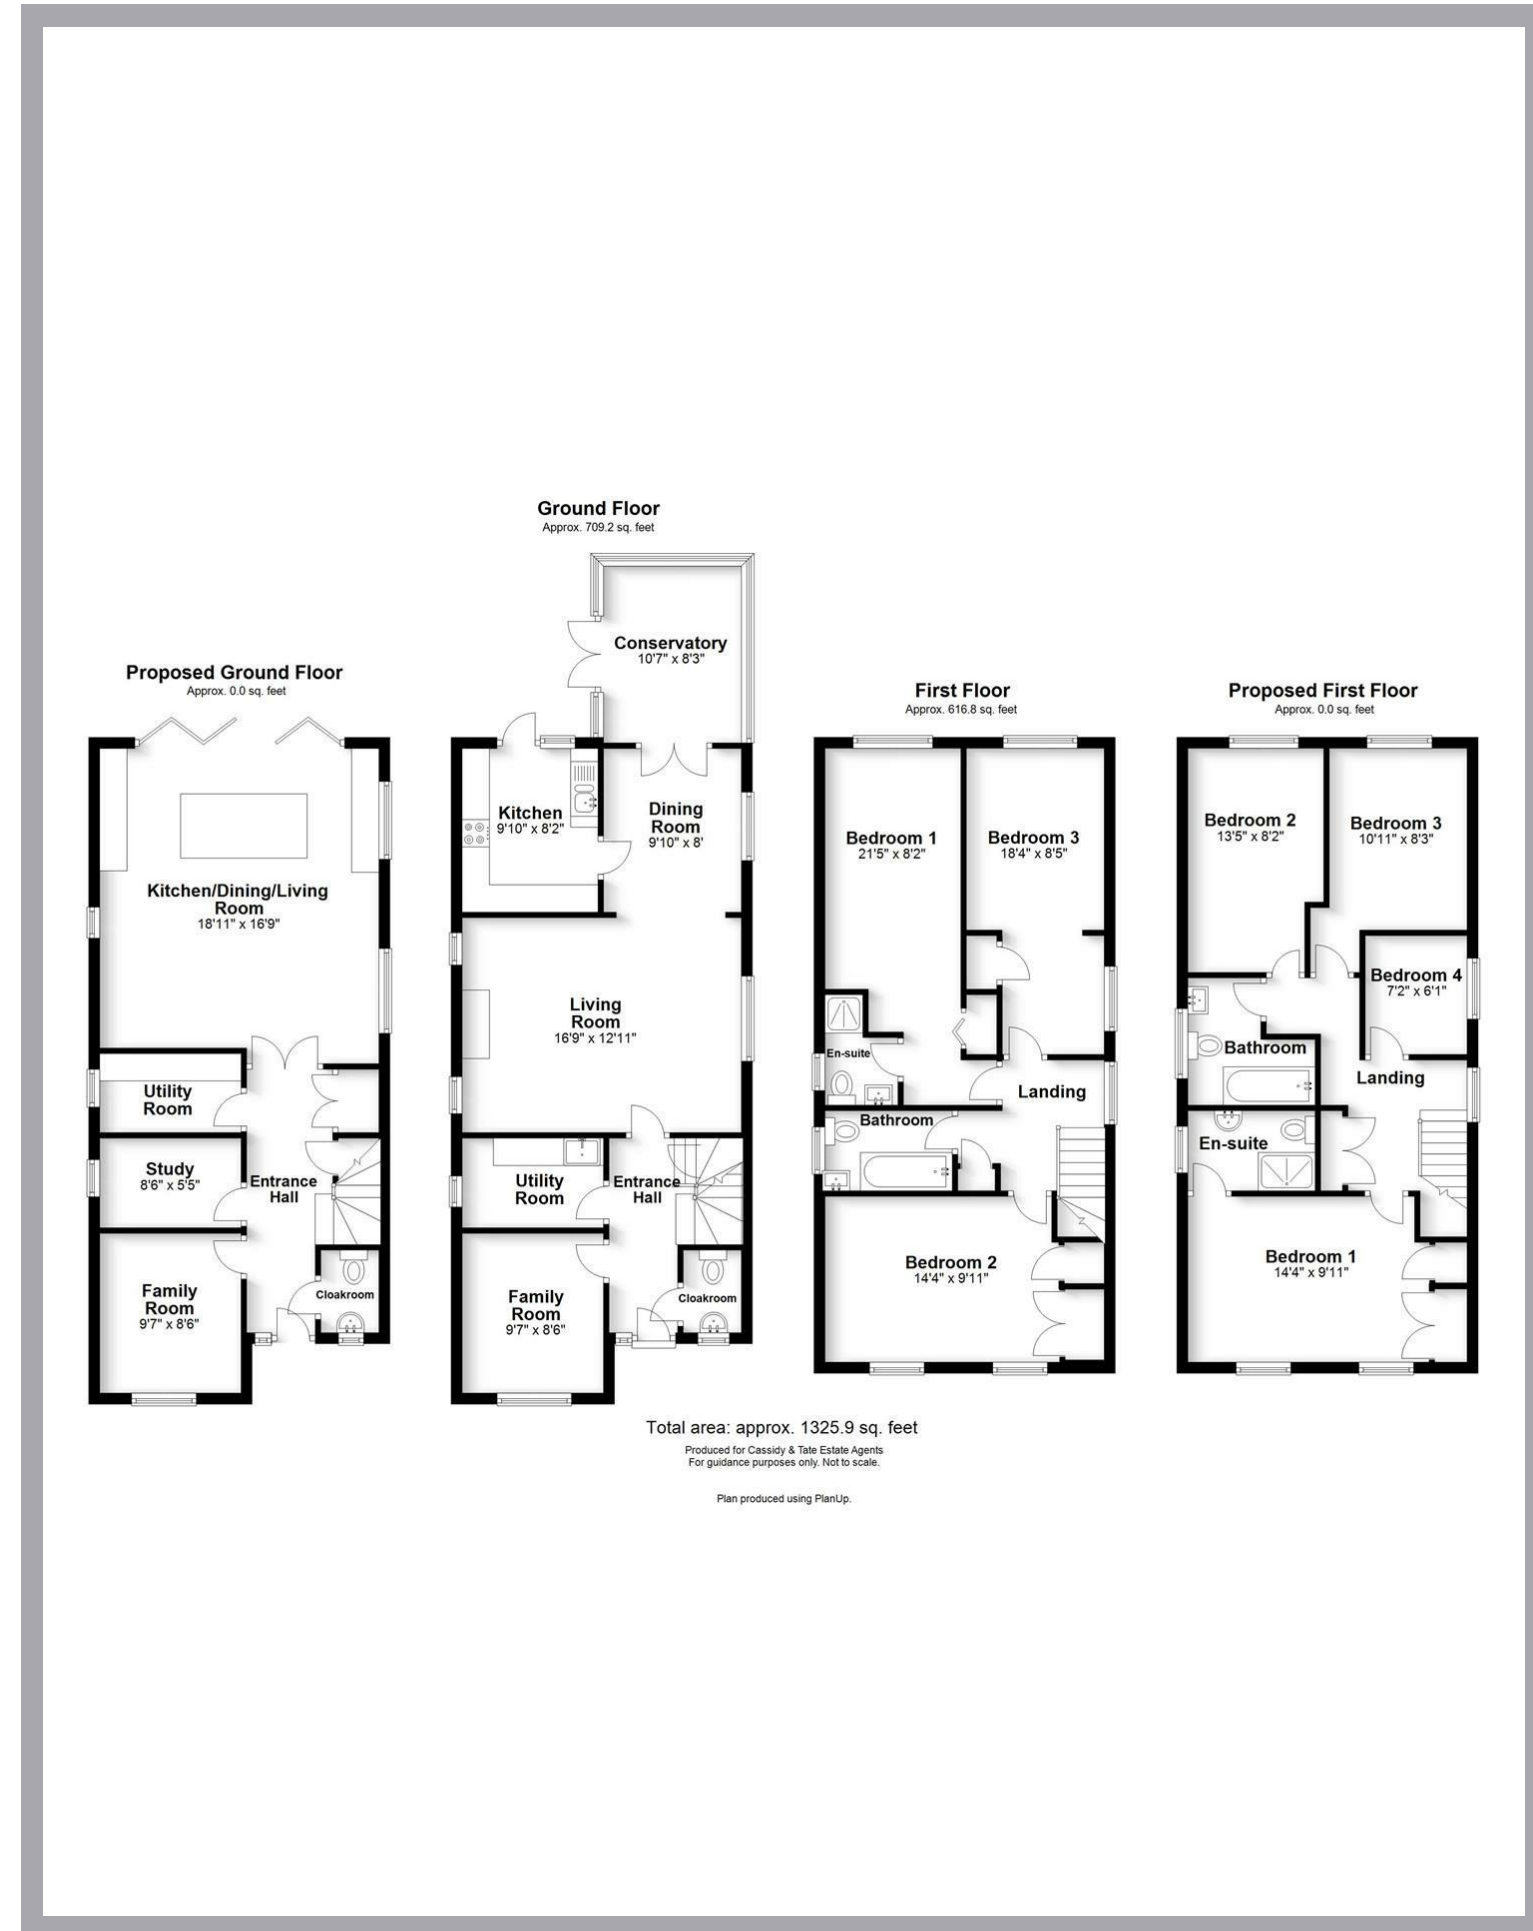 Ground Floor
Approx. 709.2 sq. feet
Conservatory
10'7" x 8'3"
Kitchen
9'10" x 8'2"
Dining
Room
9'10" x 8'
Living
Room
16'9" x 12'11"
Utility
Room
Entrance
Hall
Family
Room
9'7" x 8'6"
Cloakroom
Proposed Ground Floor
Approx. 0.0 sq. feet
Kitchen/Dining/Living
Room
18'11" x 16'9"
Utility
Room
Study
8'6" x 5'5"
Entrance
Hall
Family
Room
9'7" x 8'6"
Cloakroom
First Floor
Approx. 616.8 sq. feet
Bedroom 1
21'5" x 8'2"
Bedroom 3
18'4" x 8'5"
En-suite
Landing
Bathroom
Bedroom 2
14'4" x 9'11"
Proposed First Floor
Approx. 0.0 sq. feet
Bedroom 2
13'5" x 8'2"
Bedroom 3
10'11" x 8'3"
Bedroom 4
7'2" x 6'1"
Bathroom
Landing
En-suite
Bedroom 1
14'4" x 9'11"
Total area: approx. 1325.9 sq. feet
Produced for Cassidy & Tate Estate Agents
For guidance purposes only. Not to scale.
Plan produced using PlanUp.